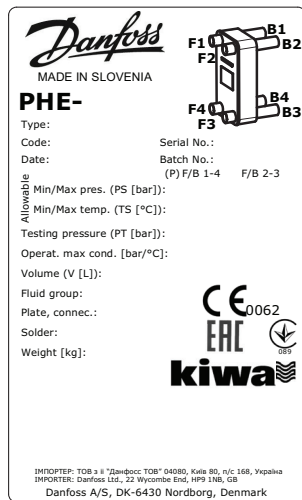 Danfoss
MADE IN SLOVENIA
F1 B1
F2 B2
F4 B4
F3 B3
PHE-
Type:
Code: Serial No.:
Date: Batch No.:
(P) F/B 1-4 F/B 2-3
Allowable
Min/Max pres. (PS [bar]):
Min/Max temp. (TS [°C]):
Testing pressure (PT [bar]):
Operat. max cond. [bar/°C]:
Volume (V [L]):
Fluid group:
Plate, connec.:
Solder:
Weight [kg]:
CE 0062
EAC
089
kiwa
ІМПОРТЕР: ТОВ з іі "Данфосс ТОВ" 04080, Київ 80, п/с 168, Україна
IMPORTER: Danfoss Ltd., 22 Wycombe End, HP9 1NB, GB
Danfoss A/S, DK-6430 Nordborg, Denmark